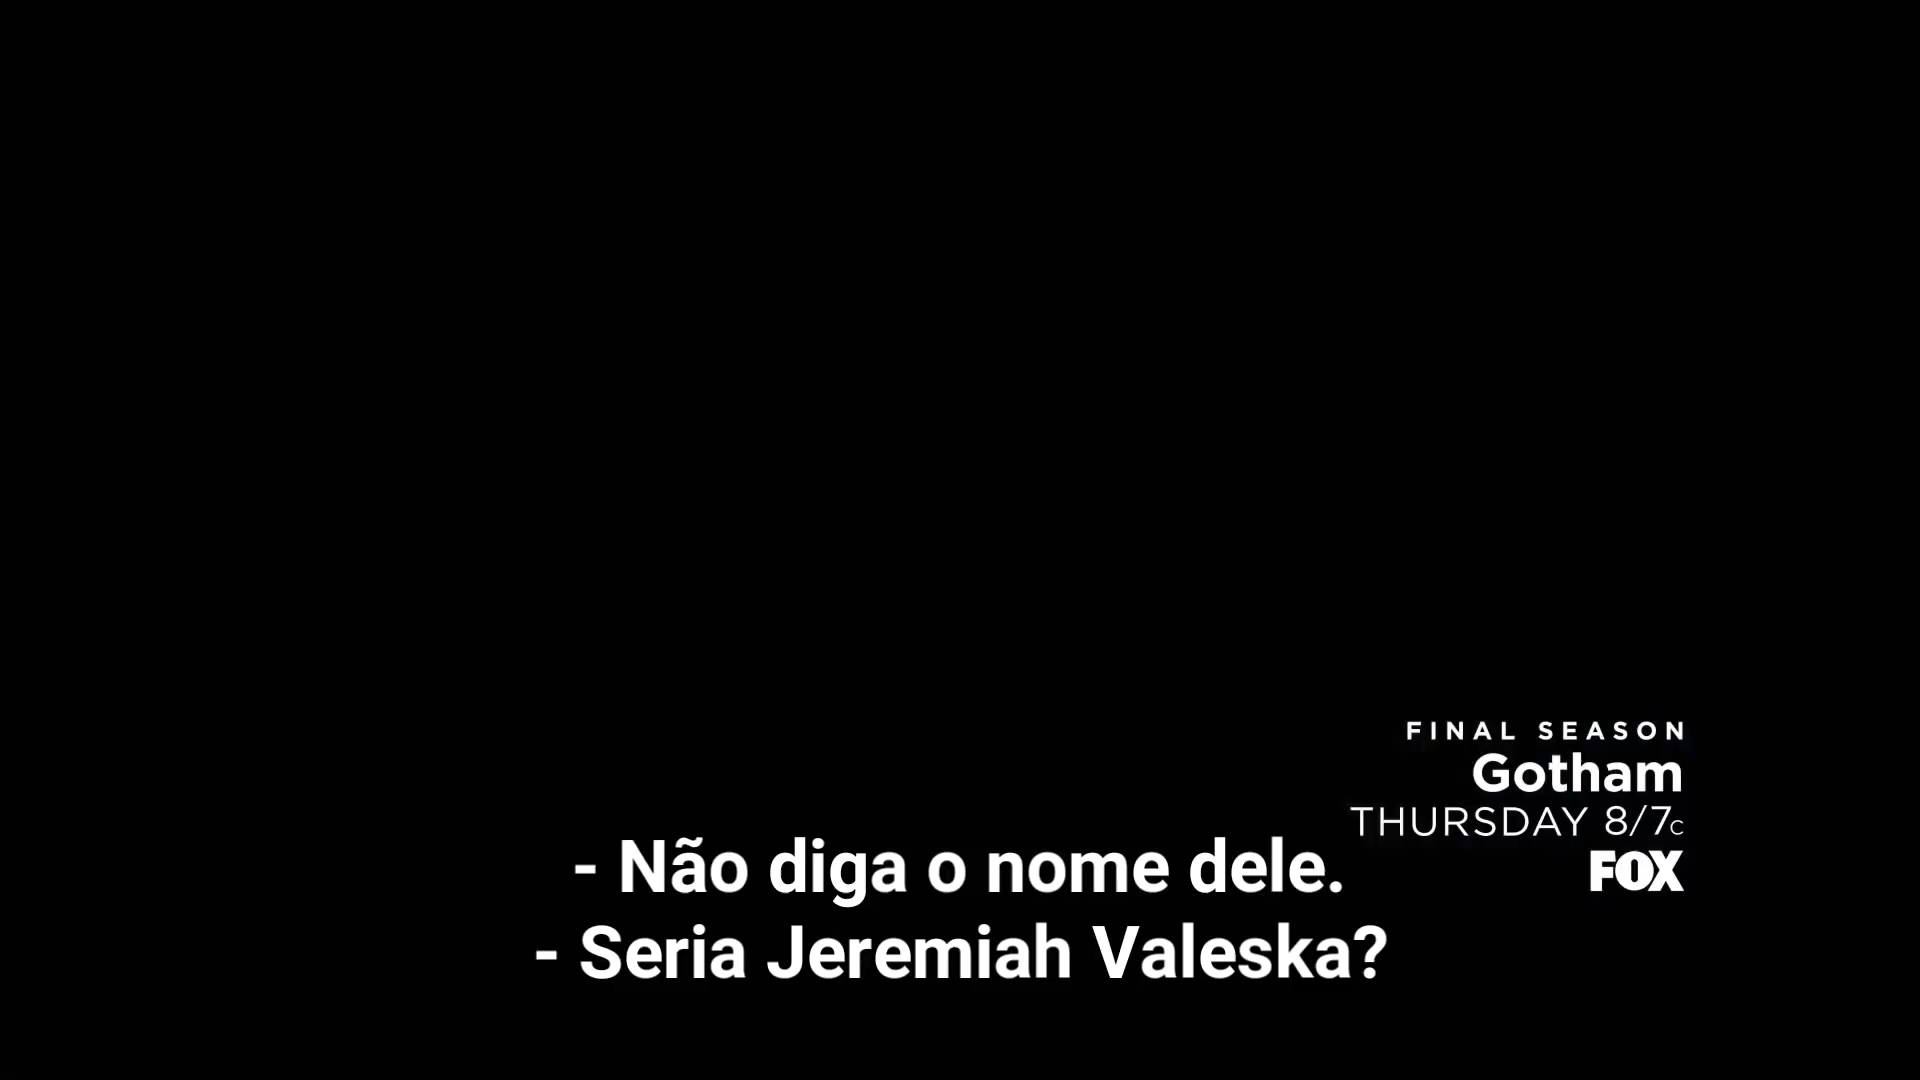 FINAL SEASON
Gotham
THURSDAY 8/7c
FOX
- Não diga o nome dele.
- Seria Jeremiah Valeska?